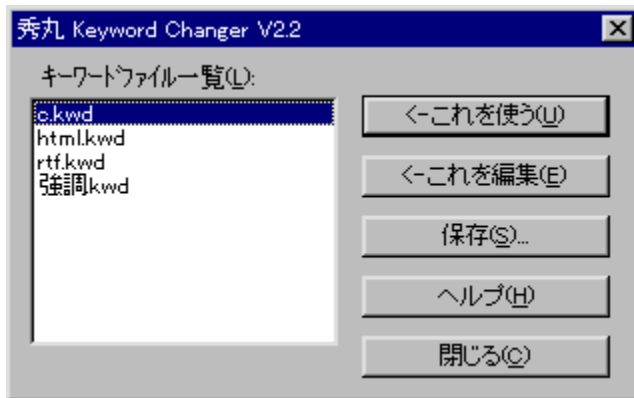 秀丸 Keyword Changer V2.2
キーワードファイル一覧(L):
c.kwd
html.kwd
rtf.kwd
強調.kwd
<-これを使う(U)
<-これを編集(E)
保存(S)...
ヘルプ(H)
閉じる(C)